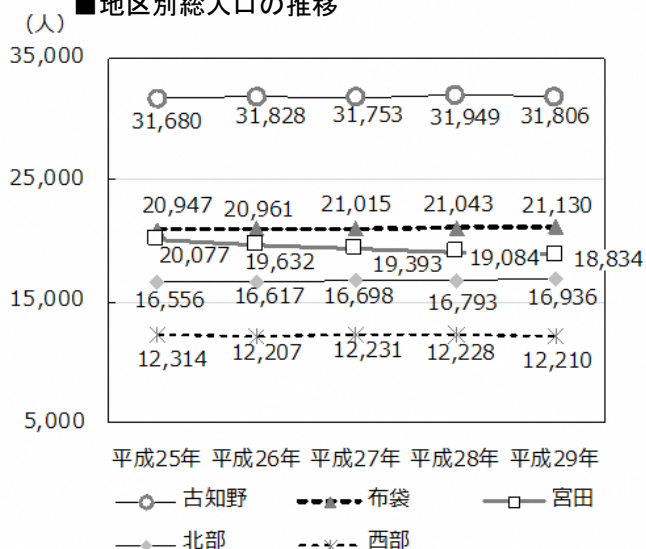 ■地区別総人口の推移
（人）
35,000
25,000
15,000
5,000
31,680 31,828 31,753 31,949 31,806
20,947 20,961 21,015 21,043 21,130
20,077 19,632 19,393 19,084 18,834
16,556 16,617 16,698 16,793 16,936
12,314 12,207 12,231 12,228 12,210
平成25年 平成26年 平成27年 平成28年 平成29年
古知野 布袋 宮田
北部 西部